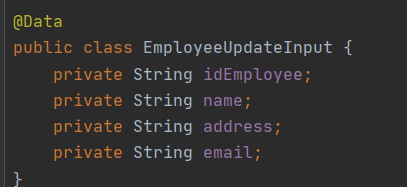 @Data
public class EmployeeUpdateInput {
    private String idEmployee;
    private String name;
    private String address;
    private String email;
}